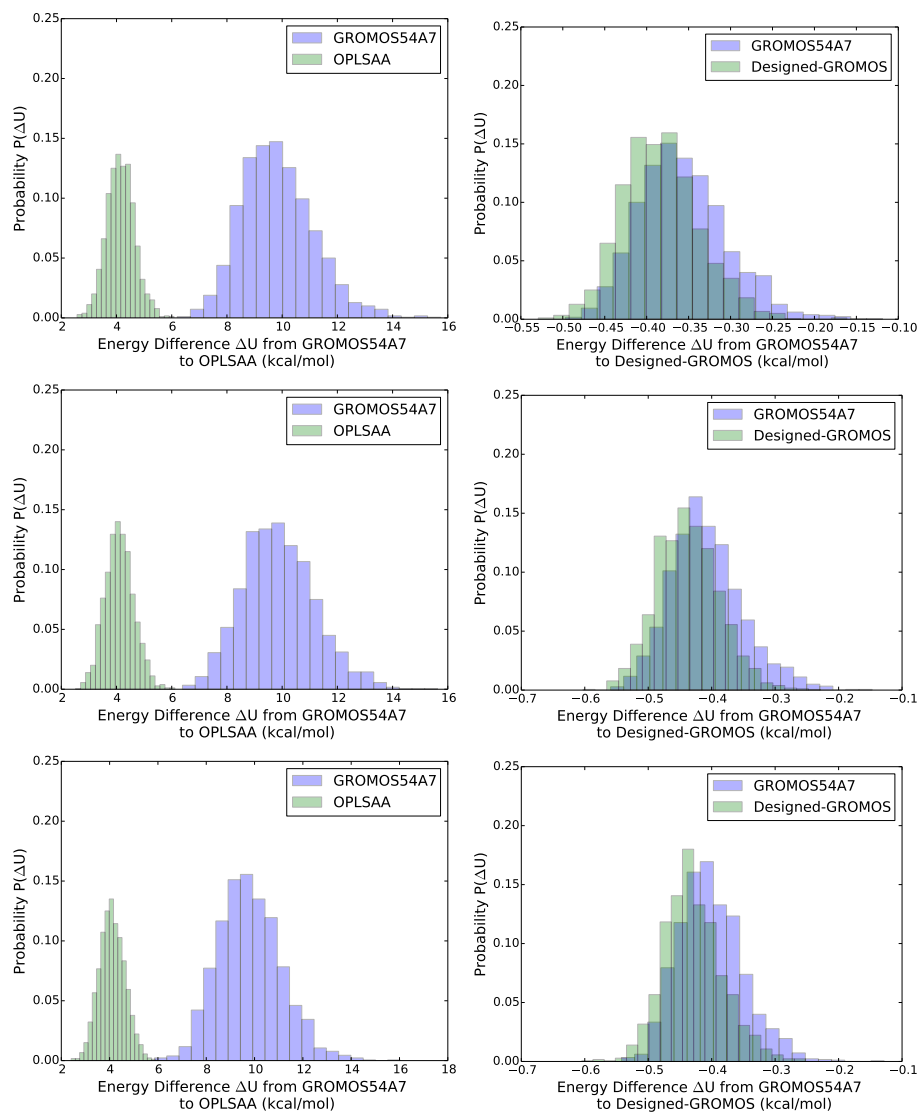 0.25
0.20
0.15
0.10
0.05
0.00
Probability P(ΔU)
GROMOS54A7
OPLSAA
2 4 6 8 10 12 14 16
Energy Difference ΔU from GROMOS54A7
to OPLSAA (kcal/mol)
0.25
0.20
0.15
0.10
0.05
0.00
Probability P(ΔU)
GROMOS54A7
Designed-GROMOS
−0.55 −0.50 −0.45 −0.40 −0.35 −0.30 −0.25 −0.20 −0.15 −0.10
Energy Difference ΔU from GROMOS54A7
to Designed-GROMOS (kcal/mol)
0.25
0.20
0.15
0.10
0.05
0.00
Probability P(ΔU)
GROMOS54A7
OPLSAA
2 4 6 8 10 12 14 16
Energy Difference ΔU from GROMOS54A7
to OPLSAA (kcal/mol)
0.25
0.20
0.15
0.10
0.05
0.00
Probability P(ΔU)
GROMOS54A7
Designed-GROMOS
−0.7 −0.6 −0.5 −0.4 −0.3 −0.2 −0.1
Energy Difference ΔU from GROMOS54A7
to Designed-GROMOS (kcal/mol)
0.25
0.20
0.15
0.10
0.05
0.00
Probability P(ΔU)
GROMOS54A7
OPLSAA
2 4 6 8 10 12 14 16 18
Energy Difference ΔU from GROMOS54A7
to OPLSAA (kcal/mol)
0.25
0.20
0.15
0.10
0.05
0.00
Probability P(ΔU)
GROMOS54A7
Designed-GROMOS
−0.7 −0.6 −0.5 −0.4 −0.3 −0.2 −0.1
Energy Difference ΔU from GROMOS54A7
to Designed-GROMOS (kcal/mol)